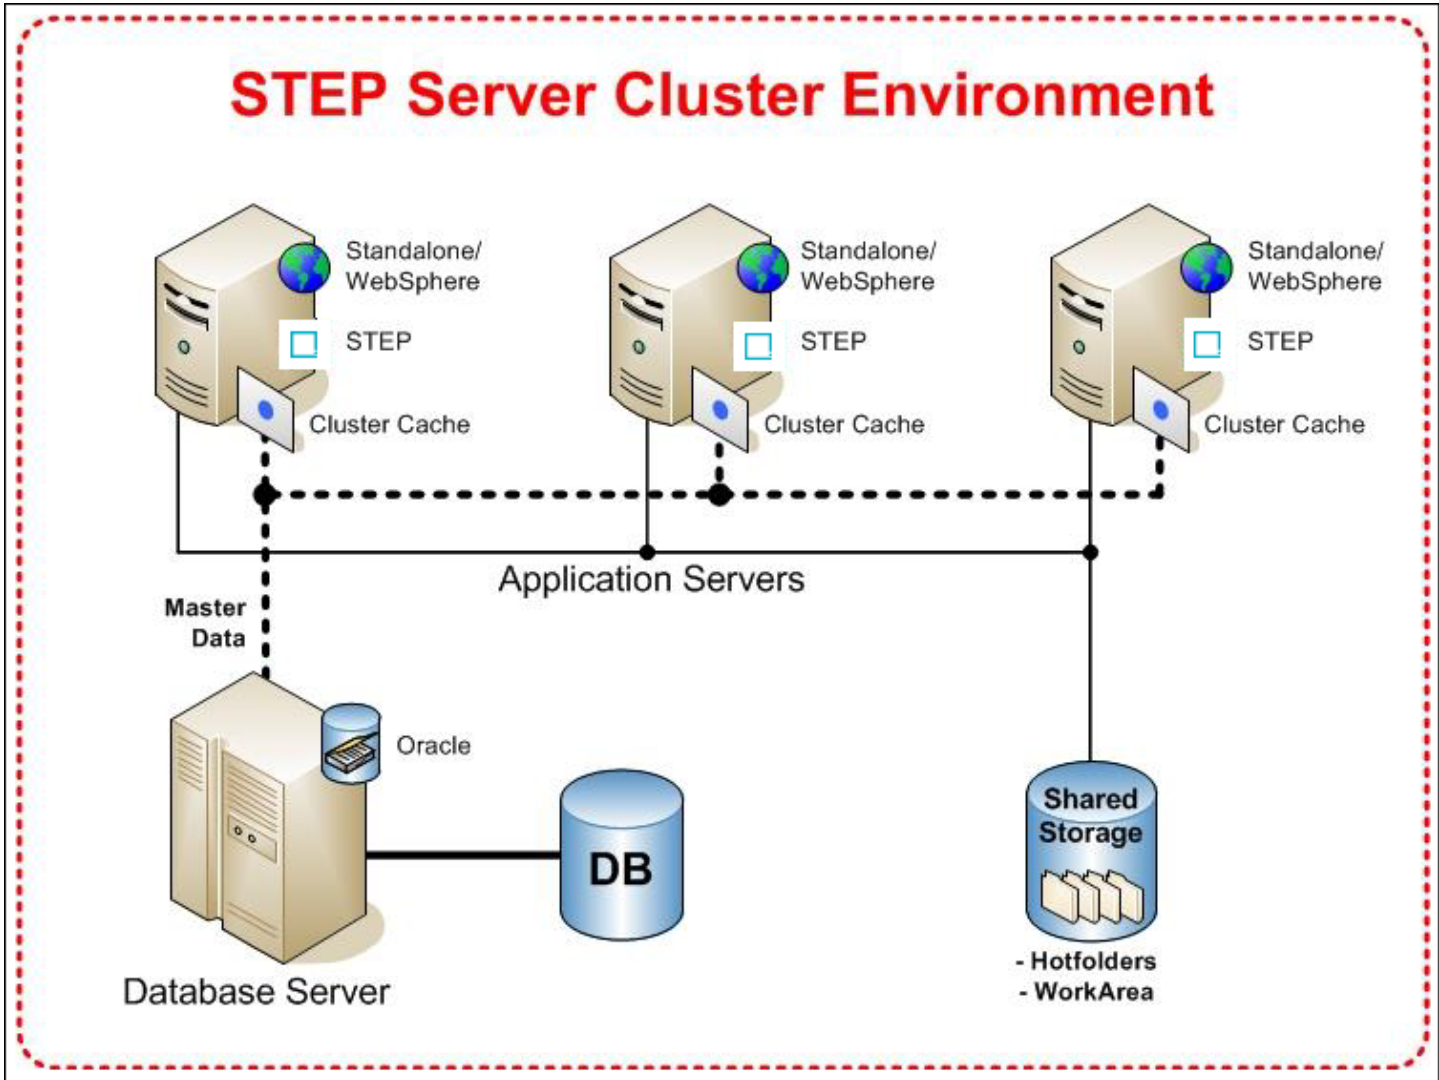 STEP Server Cluster Environment
Standalone/
WebSphere
STEP
Cluster Cache
Standalone/
WebSphere
STEP
Cluster Cache
Standalone/
WebSphere
STEP
Cluster Cache
Application Servers
Master
Data
Oracle
DB
Database Server
Shared
Storage
- Hotfolders
- WorkArea